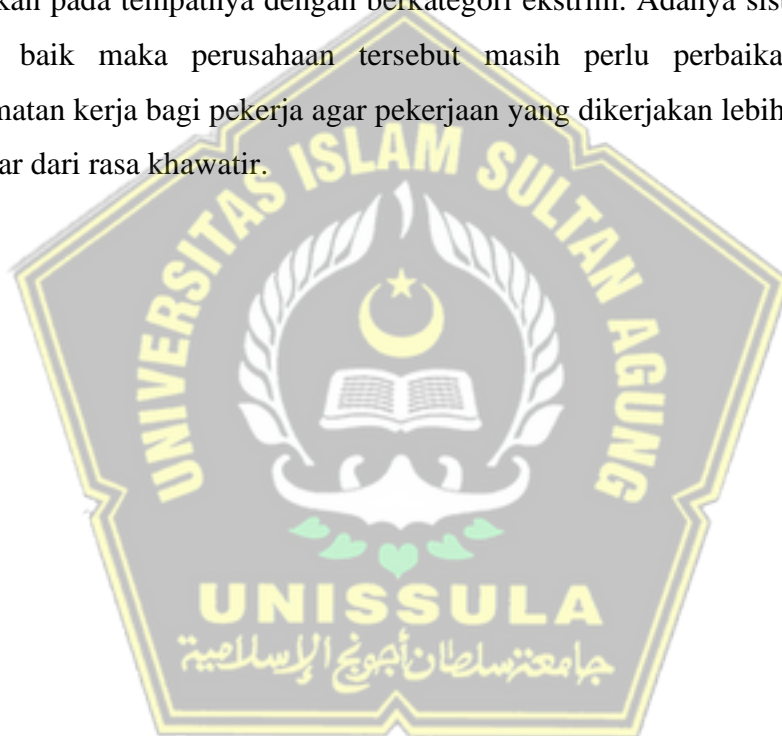 kan pada tempatnya dengan berkategori ekstrim. Adanya sist
baik maka perusahaan tersebut masih perlu perbaika
matan kerja bagi pekerja agar pekerjaan yang dikerjakan lebih
ar dari rasa khawatir.
UNIVERSITAS ISLAM SULTAN AGUNG
UNISSULA
جامعة سلطان أجونج الإسلامية